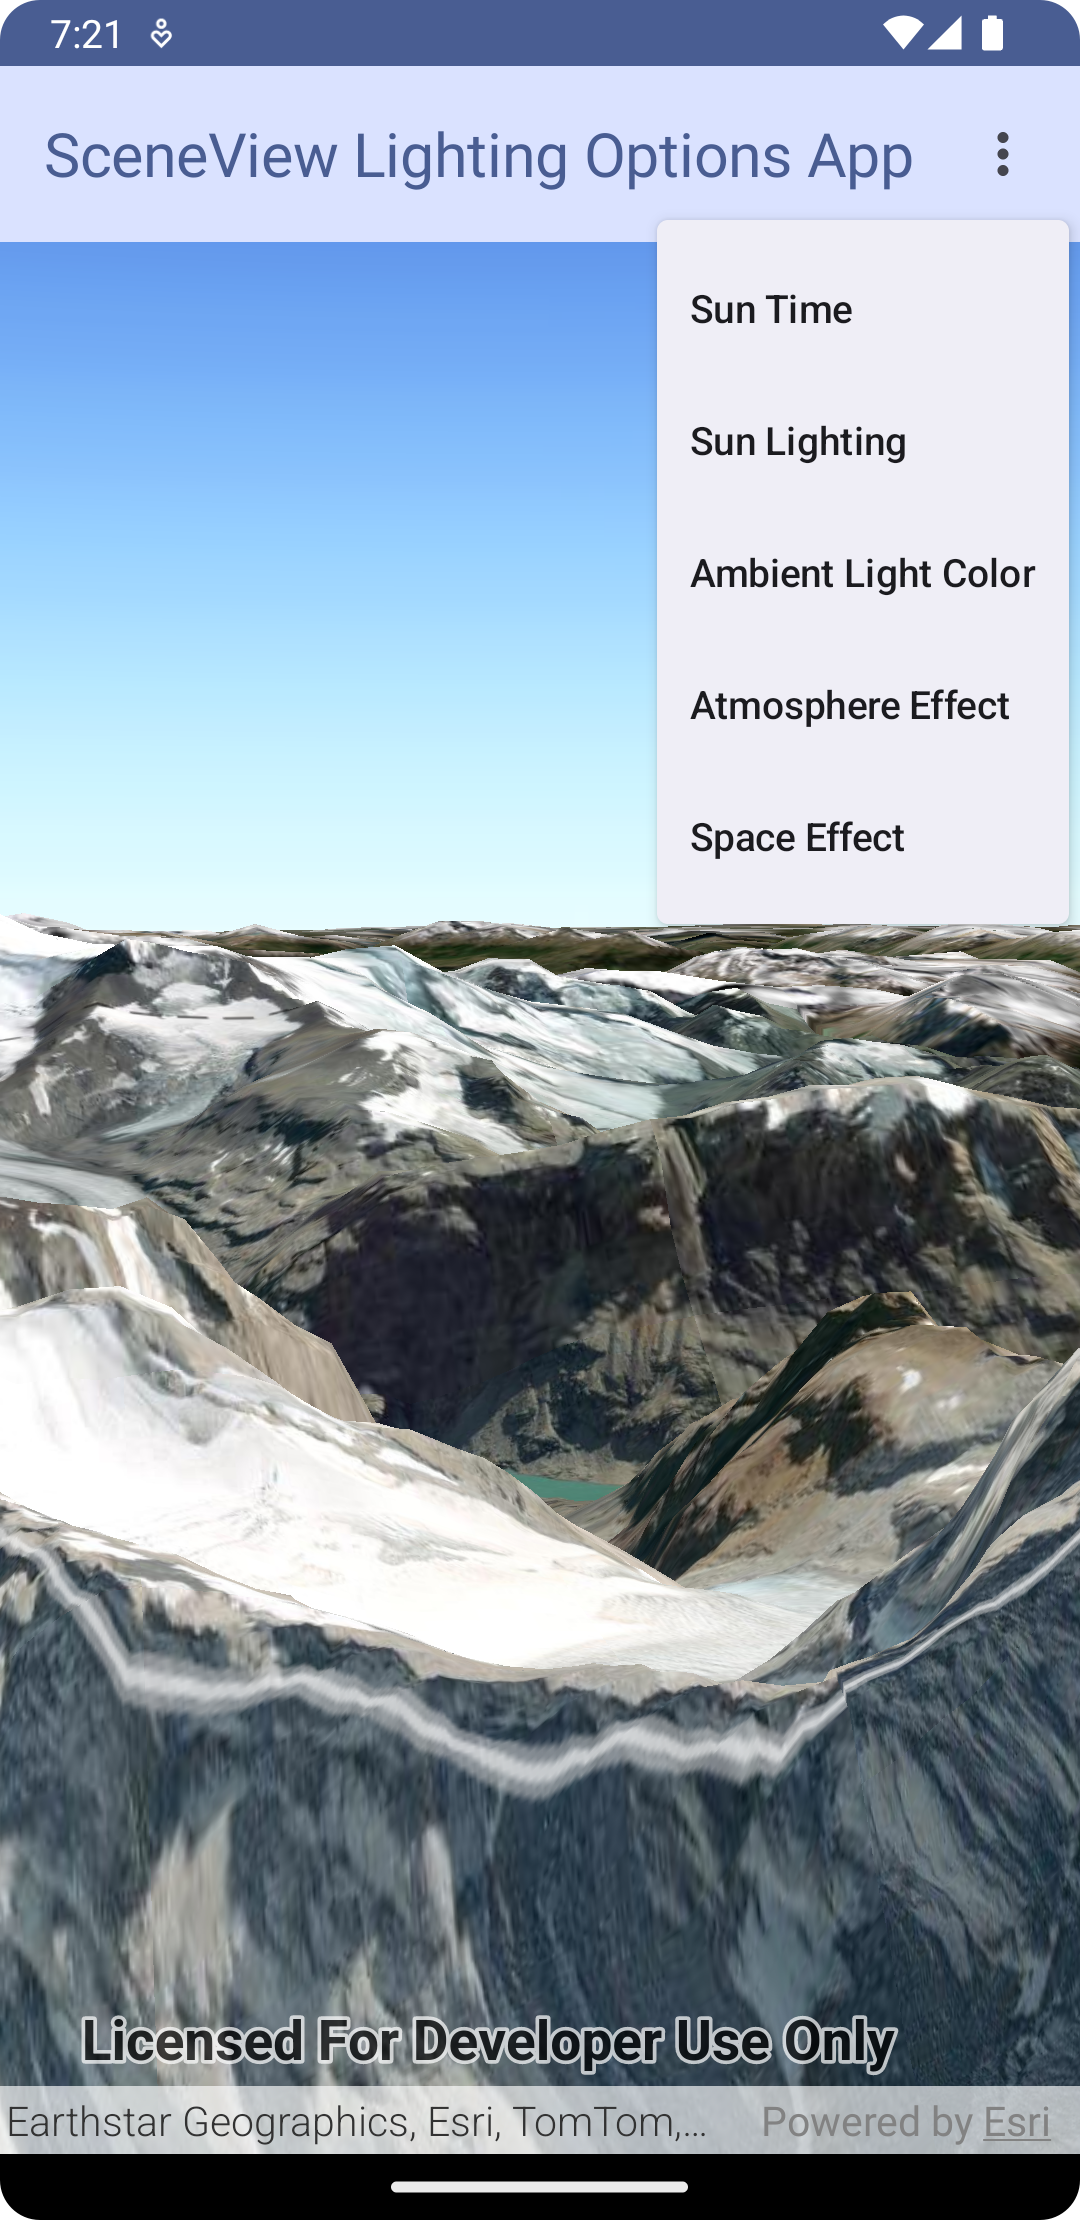 7:21
SceneView Lighting Options App
Sun Time
Sun Lighting
Ambient Light Color
Atmosphere Effect
Space Effect
Licensed For Developer Use Only
Earthstar Geographics, Esri, TomTom,... Powered by Esri